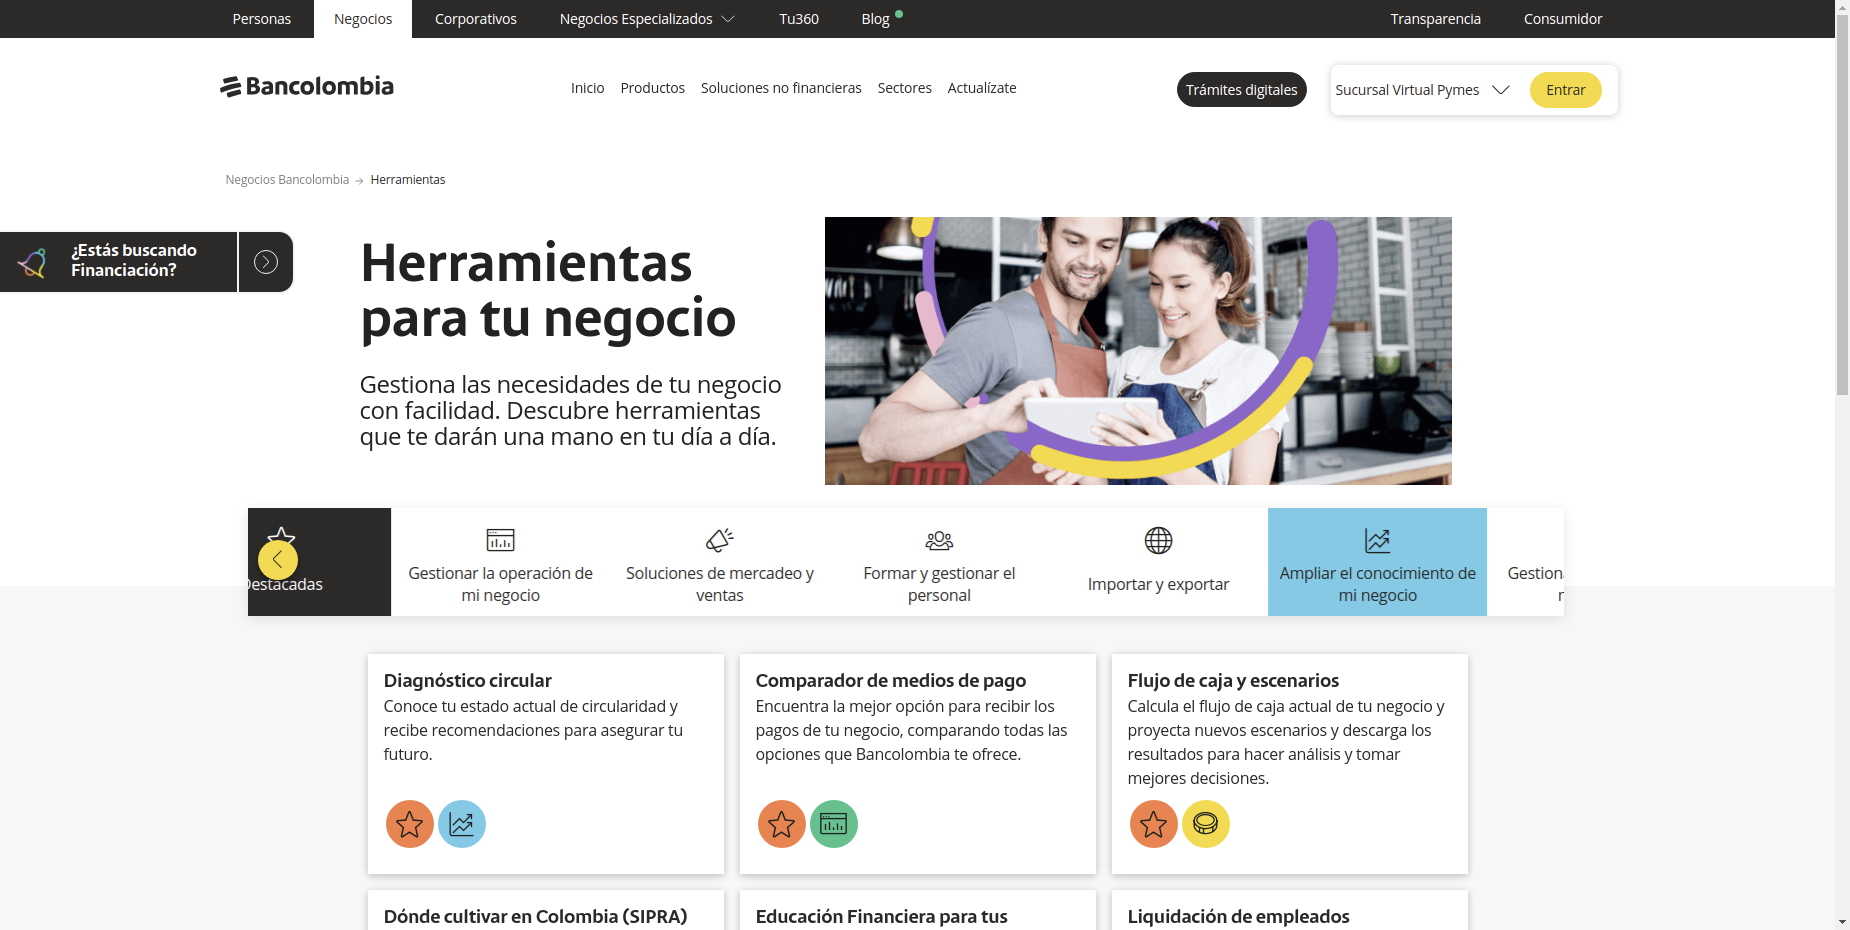 Personas
Negocios
Corporativos
Negocios Especializados
Tu360
Blog
Transparencia
Consumidor
Bancolombia
Inicio
Productos
Soluciones no financieras
Sectores
Actualízate
Trámites digitales
Sucursal Virtual Pymes
Entrar
Negocios Bancolombia → Herramientas
¿Estás buscando
Financiación?
Herramientas
para tu negocio
Gestiona las necesidades de tu negocio
con facilidad. Descubre herramientas
que te darán una mano en tu día a día.
Destacadas
Gestionar la operación de
mi negocio
Soluciones de mercadeo y
ventas
Formar y gestionar el
personal
Importar y exportar
Ampliar el conocimiento de
mi negocio
Diagnóstico circular
Conoce tu estado actual de circularidad y
recibe recomendaciones para asegurar tu
futuro.
Comparador de medios de pago
Encuentra la mejor opción para recibir los
pagos de tu negocio, comparando todas las
opciones que Bancolombia te ofrece.
Flujo de caja y escenarios
Calcula el flujo de caja actual de tu negocio y
proyecta nuevos escenarios y descarga los
resultados para hacer análisis y tomar
mejores decisiones.
Dónde cultivar en Colombia (SIPRA)
Educación Financiera para tus
Liquidación de empleados